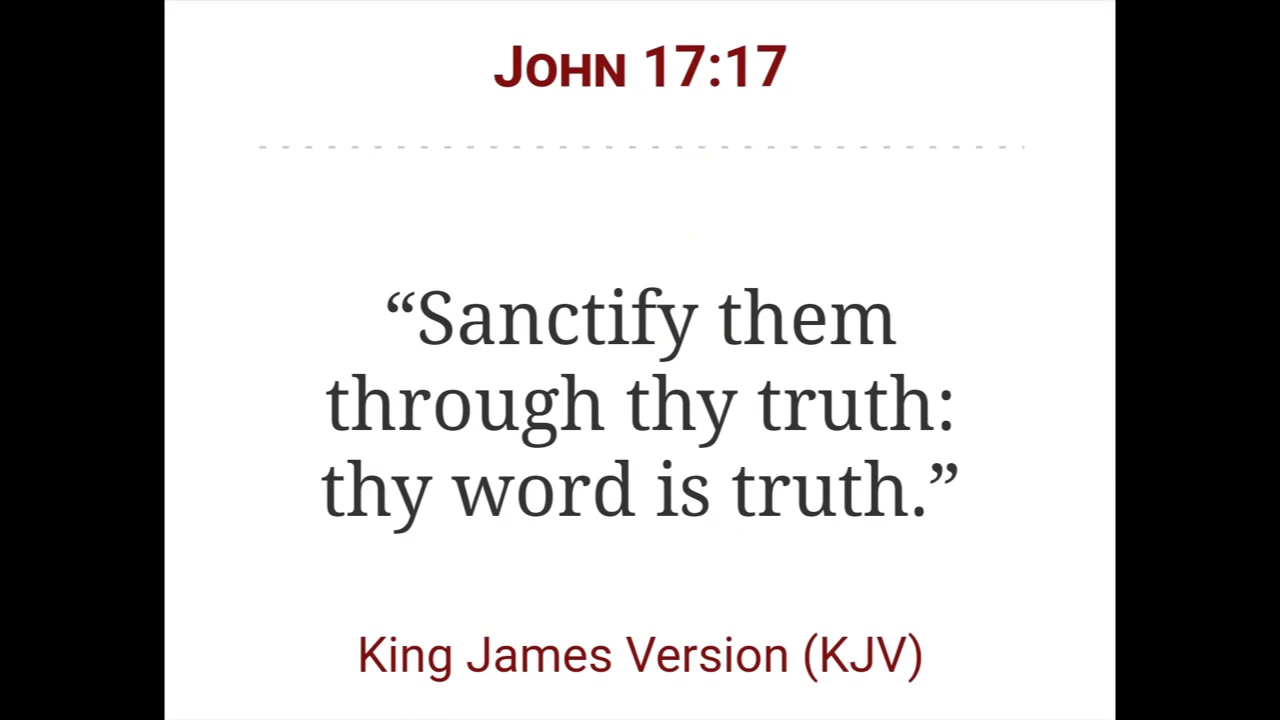 John 17:17
“Sanctify them
through thy truth:
thy word is truth.”
King James Version (KJV)